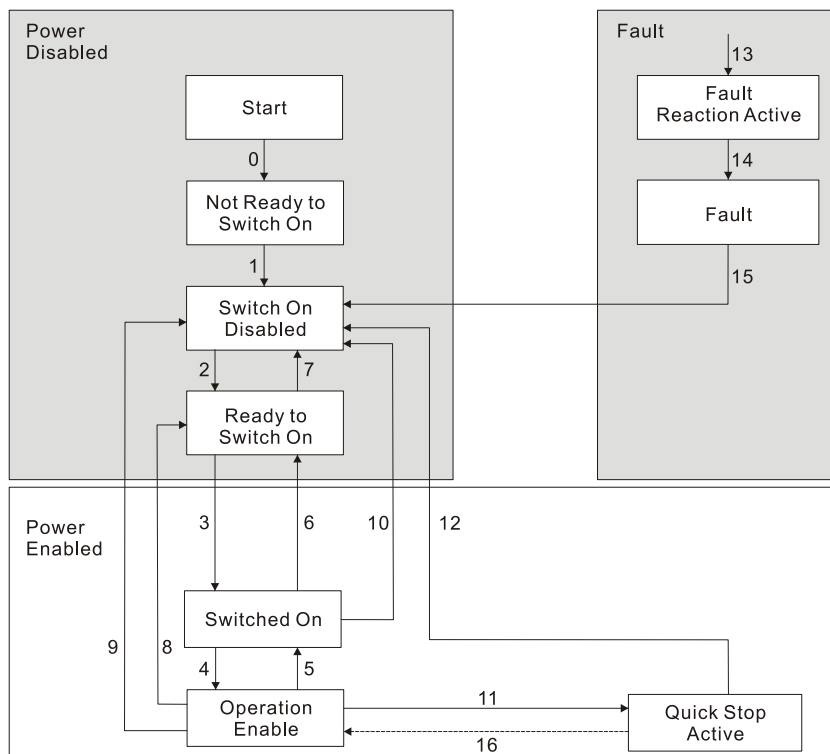 Power
Disabled
Fault
13
Start
Fault
Reaction Active
0
14
Not Ready to
Switch On
Fault
1
15
Switch On
Disabled
2
7
Ready to
Switch On
3
6
10
12
Power
Enabled
Switched On
9
8
4
5
11
Operation
Enable
Quick Stop
Active
16